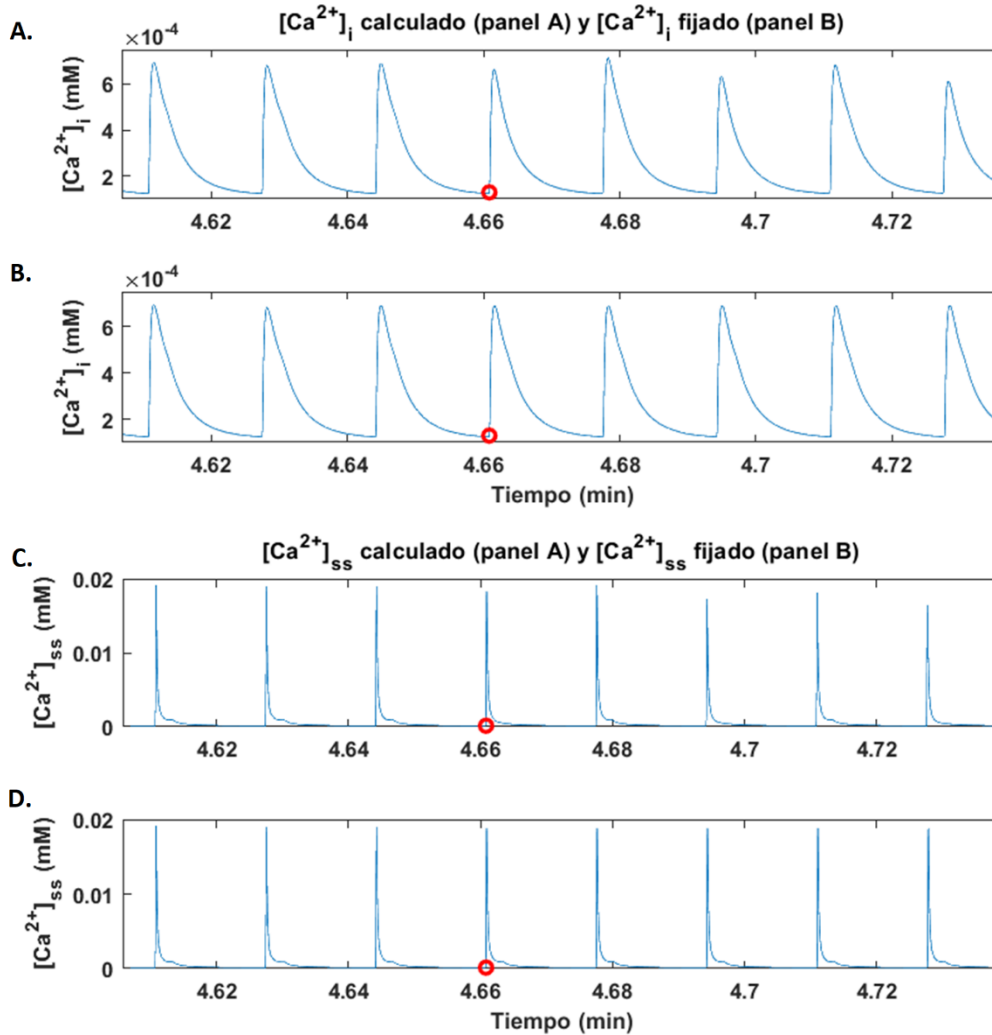 A.
[Ca²⁺]ᵢ calculado (panel A) y [Ca²⁺]ᵢ fijado (panel B)
×10⁻⁴
6
4
2
[Ca²⁺]ᵢ (mM)
4.62 4.64 4.66 4.68 4.7 4.72
B.
×10⁻⁴
6
4
2
[Ca²⁺]ᵢ (mM)
4.62 4.64 4.66 4.68 4.7 4.72
Tiempo (min)
C.
[Ca²⁺]ₛₛ calculado (panel A) y [Ca²⁺]ₛₛ fijado (panel B)
0.02
0.01
0
[Ca²⁺]ₛₛ (mM)
4.62 4.64 4.66 4.68 4.7 4.72
D.
0.02
0.01
0
[Ca²⁺]ₛₛ (mM)
4.62 4.64 4.66 4.68 4.7 4.72
Tiempo (min)